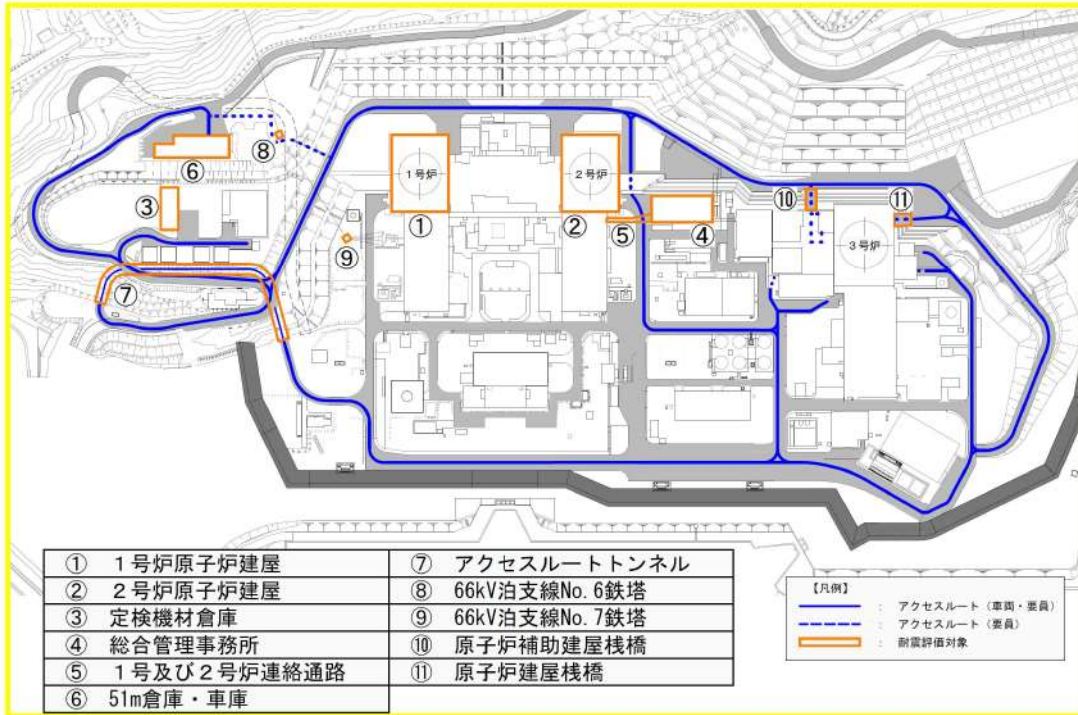 ⑧
⑥
③
⑦
1号炉
①
⑨
2号炉
②
⑤
④
⑩
⑪
3号炉
① 1号炉原子炉建屋
② 2号炉原子炉建屋
③ 定検機材倉庫
④ 総合管理事務所
⑤ 1号及び2号炉連絡通路
⑥ 51m倉庫・車庫
⑦ アクセスルートトンネル
⑧ 66kV泊支線No.6鉄塔
⑨ 66kV泊支線No.7鉄塔
⑩ 原子炉補助建屋桟橋
⑪ 原子炉建屋桟橋
【凡例】
: アクセスルート（車両・要員）
: アクセスルート（要員）
: 耐震評価対象